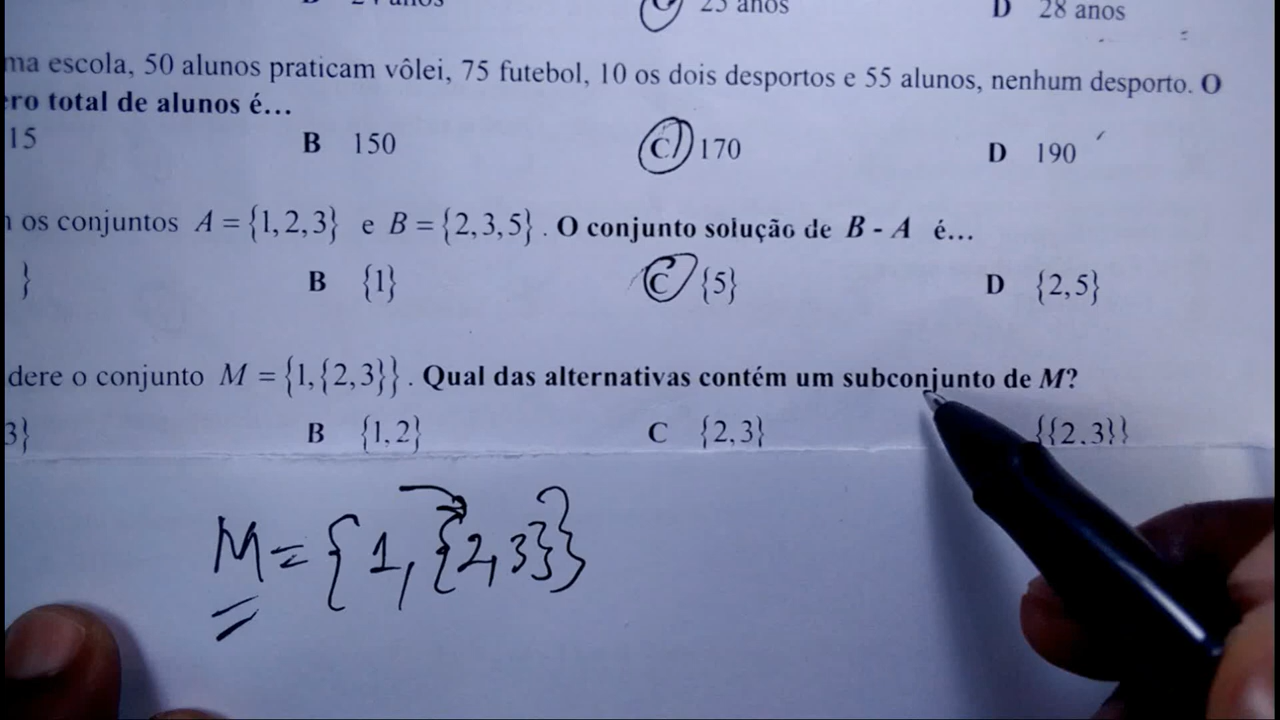 25 anos D 28 anos
ma escola, 50 alunos praticam vôlei, 75 futebol, 10 os dois desportos e 55 alunos, nenhum desporto. O
ero total de alunos é...
15 B 150 C 170 D 190
os conjuntos A = {1,2,3} e B = {2,3,5}. O conjunto solução de B - A é...
} B {1} C {5} D {2,5}
dere o conjunto M = {1,{2,3}}. Qual das alternativas contém um subconjunto de M?
3} B {1,2} C {2,3} {{2.3}}
M = {1, {2,3}}